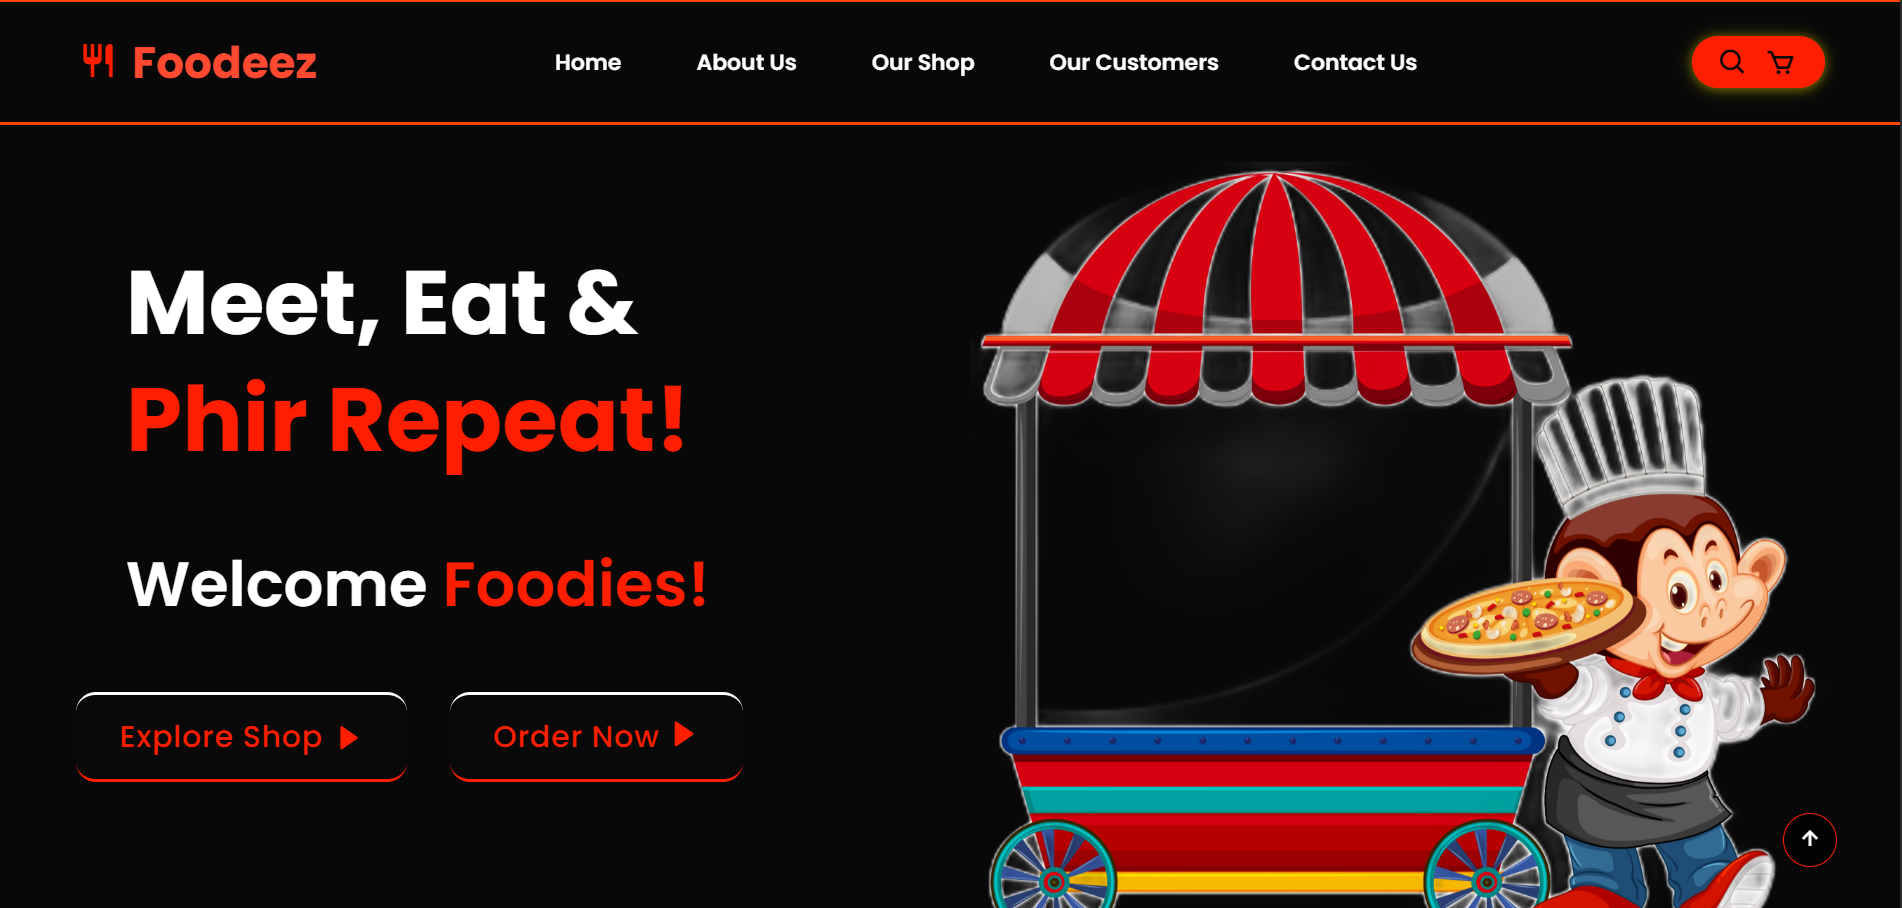 Foodeez
Home
About Us
Our Shop
Our Customers
Contact Us
Meet, Eat &
Phir Repeat!
Welcome Foodies!
Explore Shop
Order Now